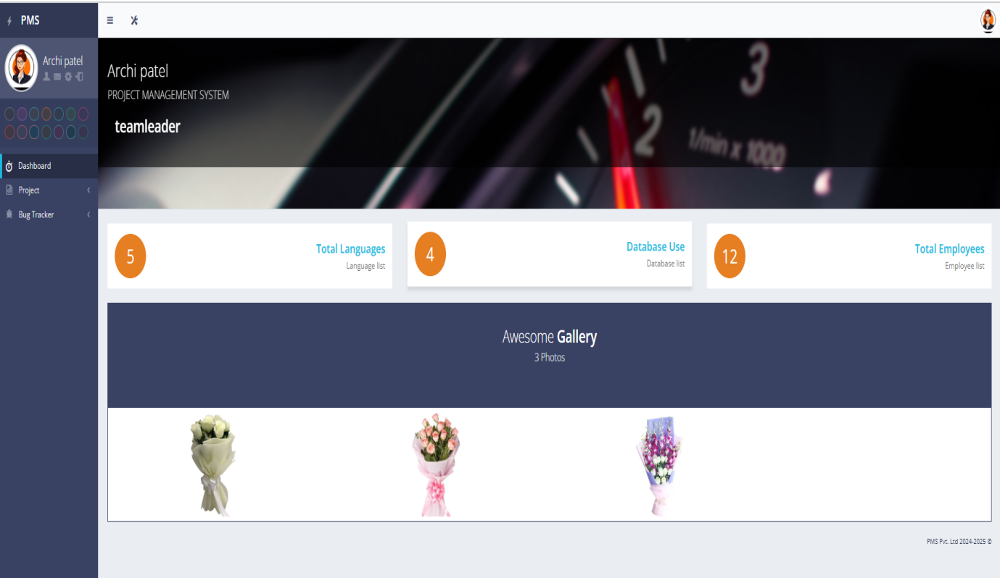 PMS
Archi patel
Dashboard
Project
Bug Tracker
Archi patel
PROJECT MANAGEMENT SYSTEM
teamleader
3
2
1/min x 1000
5
Total Languages
Language list
4
Database Use
Database list
12
Total Employees
Employee list
Awesome Gallery
3 Photos
PMS Pvt. Ltd 2024-2025 ©